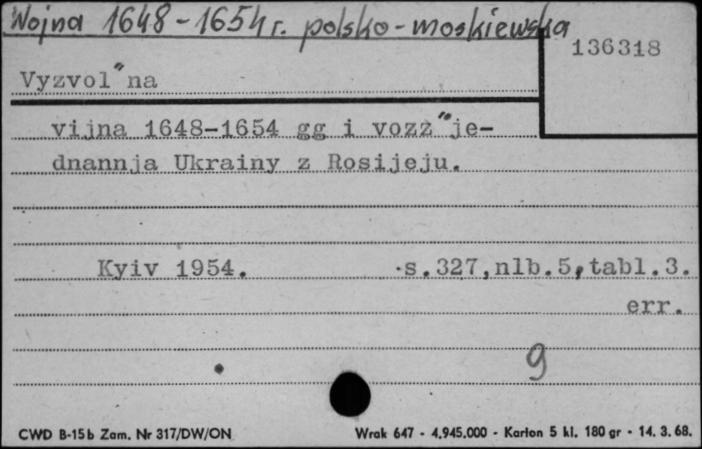 Wojna 1648-1654 r. polsko-moskiewska
136318
Vyzvol"na
vijna 1648-1654 gg i vozz"je-
dnannja Ukrainy z Rosijeju.
Kyiv 1954. s.327,nlb.5,tabl.3.
err.
9
CWD B-15b Zam. Nr 317/DW/ON Wrak 647 - 4.945.000 - Karton 5 kl. 180 gr - 14. 3. 68.